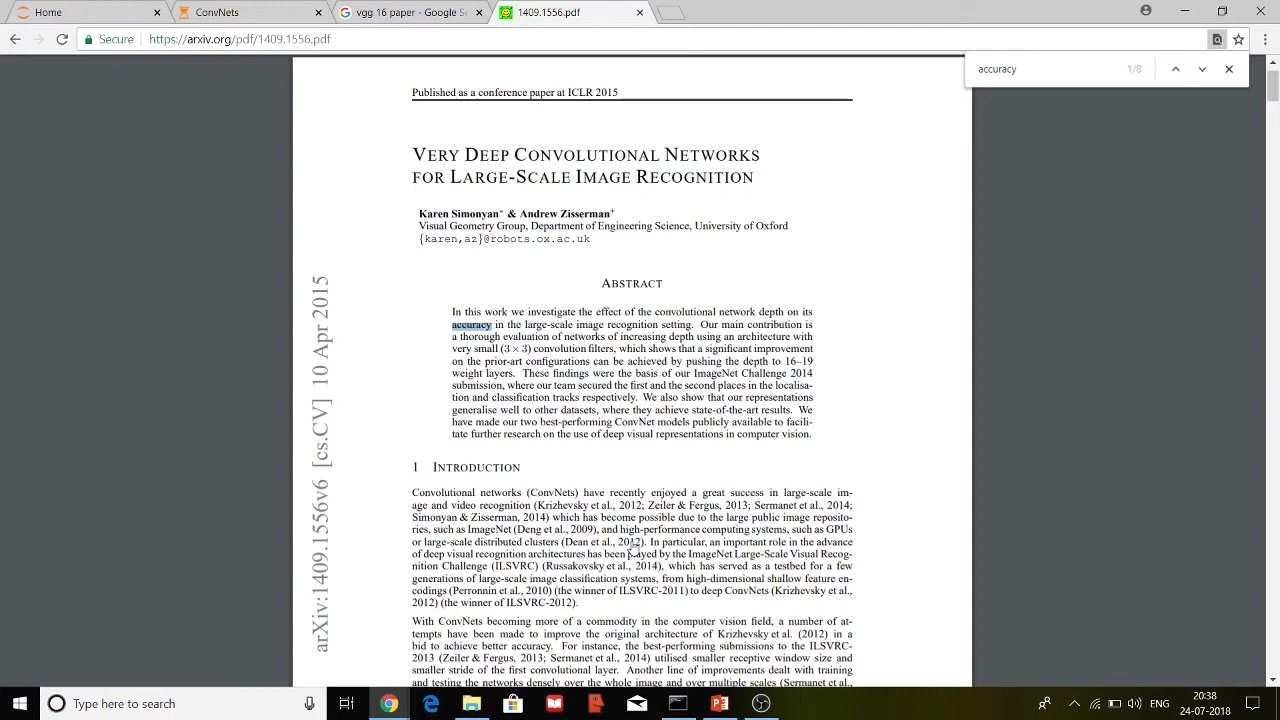 Home
ConvNets
vgg 16 paper - Google S
1409.1556.pdf
Secure
https://arxiv.org/pdf/1409.1556.pdf
accuracy
1/8
Published as a conference paper at ICLR 2015
VERY DEEP CONVOLUTIONAL NETWORKS
FOR LARGE-SCALE IMAGE RECOGNITION
Karen Simonyan* & Andrew Zisserman+
Visual Geometry Group, Department of Engineering Science, University of Oxford
{karen,az}@robots.ox.ac.uk
ABSTRACT
In this work we investigate the effect of the convolutional network depth on its
accuracy in the large-scale image recognition setting. Our main contribution is
a thorough evaluation of networks of increasing depth using an architecture with
very small (3 × 3) convolution filters, which shows that a significant improvement
on the prior-art configurations can be achieved by pushing the depth to 16–19
weight layers. These findings were the basis of our ImageNet Challenge 2014
submission, where our team secured the first and the second places in the localisa-
tion and classification tracks respectively. We also show that our representations
generalise well to other datasets, where they achieve state-of-the-art results. We
have made our two best-performing ConvNet models publicly available to facili-
tate further research on the use of deep visual representations in computer vision.
1 INTRODUCTION
Convolutional networks (ConvNets) have recently enjoyed a great success in large-scale im-
age and video recognition (Krizhevsky et al., 2012; Zeiler & Fergus, 2013; Sermanet et al., 2014;
Simonyan & Zisserman, 2014) which has become possible due to the large public image reposito-
ries, such as ImageNet (Deng et al., 2009), and high-performance computing systems, such as GPUs
or large-scale distributed clusters (Dean et al., 2012). In particular, an important role in the advance
of deep visual recognition architectures has been played by the ImageNet Large-Scale Visual Recog-
nition Challenge (ILSVRC) (Russakovsky et al., 2014), which has served as a testbed for a few
generations of large-scale image classification systems, from high-dimensional shallow feature en-
codings (Perronnin et al., 2010) (the winner of ILSVRC-2011) to deep ConvNets (Krizhevsky et al.,
2012) (the winner of ILSVRC-2012).
With ConvNets becoming more of a commodity in the computer vision field, a number of at-
tempts have been made to improve the original architecture of Krizhevsky et al. (2012) in a
bid to achieve better accuracy. For instance, the best-performing submissions to the ILSVRC-
2013 (Zeiler & Fergus, 2013; Sermanet et al., 2014) utilised smaller receptive window size and
smaller stride of the first convolutional layer. Another line of improvements dealt with training
and testing the networks densely over the whole image and over multiple scales (Sermanet et al.,
arXiv:1409.1556v6 [cs.CV] 10 Apr 2015
Type here to search
ENG
20:38
24-07-2018